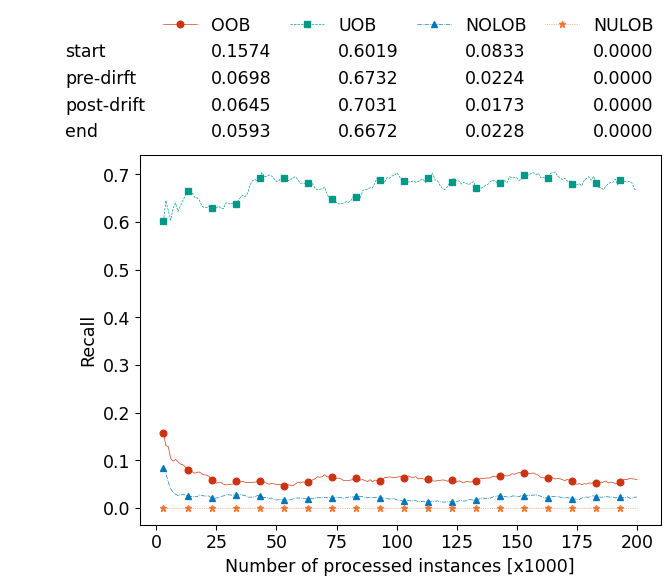 OOB UOB NOLOB NULOB
start 0.1574 0.6019 0.0833 0.0000
pre-dirft 0.0698 0.6732 0.0224 0.0000
post-drift 0.0645 0.7031 0.0173 0.0000
end 0.0593 0.6672 0.0228 0.0000
0.7
0.6
0.5
0.4
0.3
0.2
0.1
0.0
Recall
0 25 50 75 100 125 150 175 200
Number of processed instances [x1000]